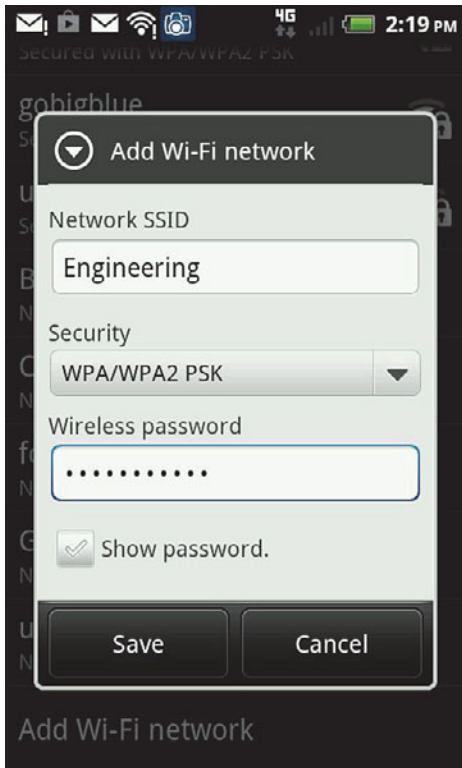 4G 2:19 PM
Secured with WPA/WPA2 PSK
gobigblue
Add Wi-Fi network
Network SSID
Engineering
Security
WPA/WPA2 PSK
Wireless password
•••••••••••
Show password.
Save Cancel
Add Wi-Fi network